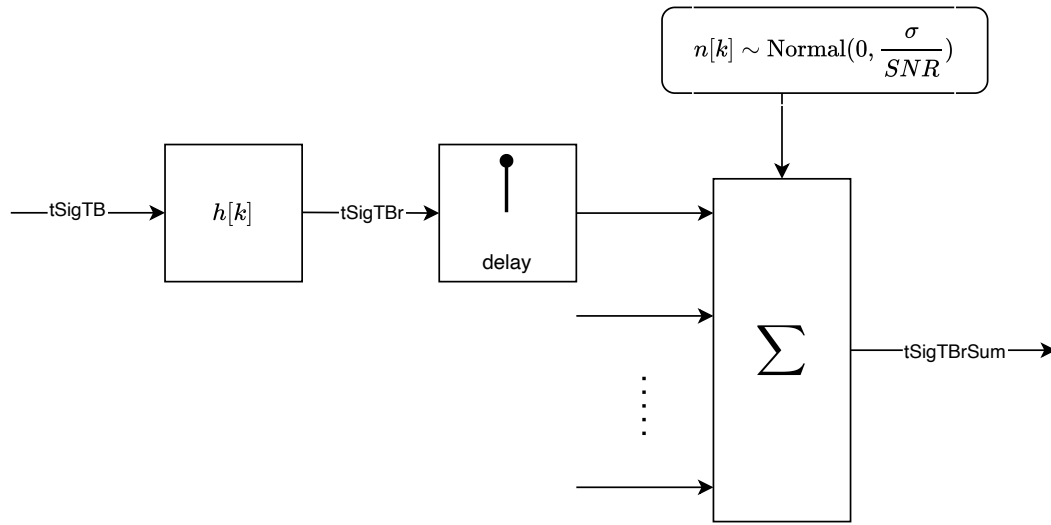 n[k] ∼ Normal(0, σ/SNR)
tSigTB
h[k]
tSigTBr
delay
∑
tSigTBrSum